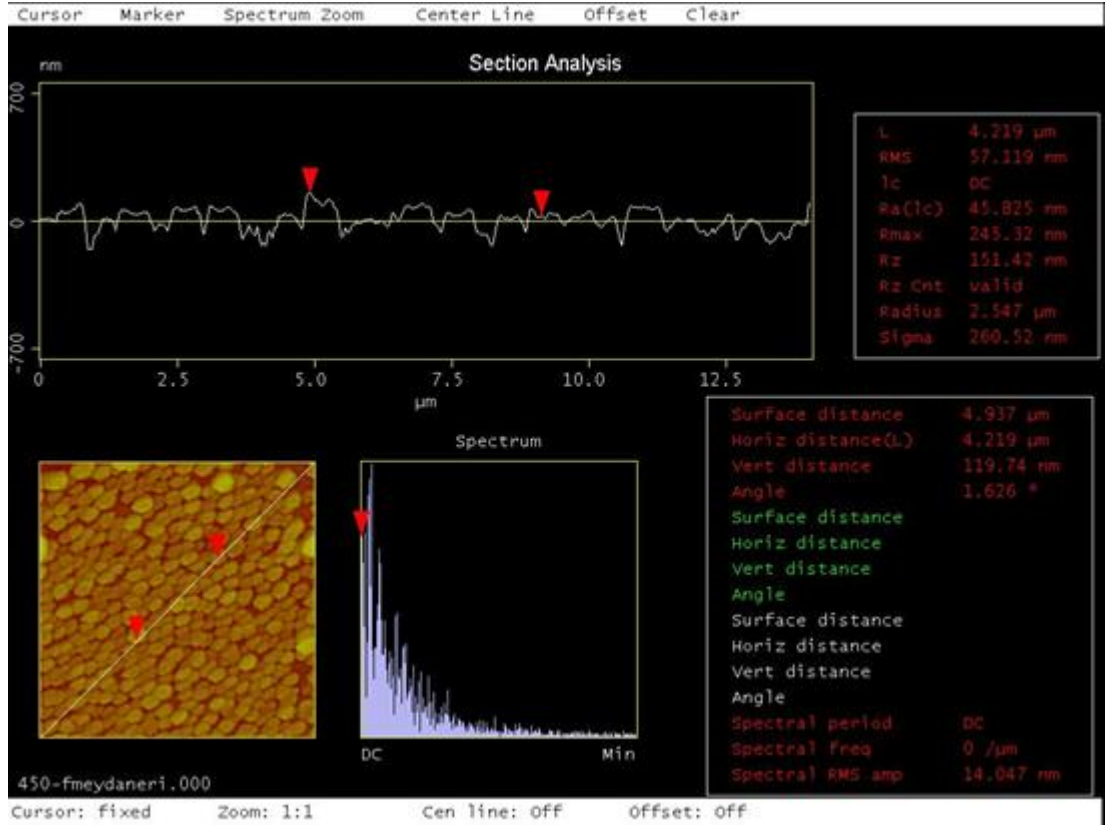 Cursor Marker Spectrum Zoom Center Line Offset Clear
Section Analysis
nm
700
0
-700
0 2.5 5.0 7.5 10.0 12.5
µm
L 4.219 µm
RMS 57.119 nm
lc DC
Ra(lc) 45.825 nm
Rmax 245.32 nm
Rz 151.42 nm
Rz Cnt valid
Radius 2.547 µm
Sigma 260.52 nm
Spectrum
DC Min
Surface distance 4.937 µm
Horiz distance(L) 4.219 µm
Vert distance 119.74 nm
Angle 1.626 °
Surface distance
Horiz distance
Vert distance
Angle
Surface distance
Horiz distance
Vert distance
Angle
Spectral period DC
Spectral freq 0 /µm
Spectral RMS amp 14.047 nm
450-fmeydaneri.000
Cursor: fixed Zoom: 1:1 Cen line: Off Offset: Off